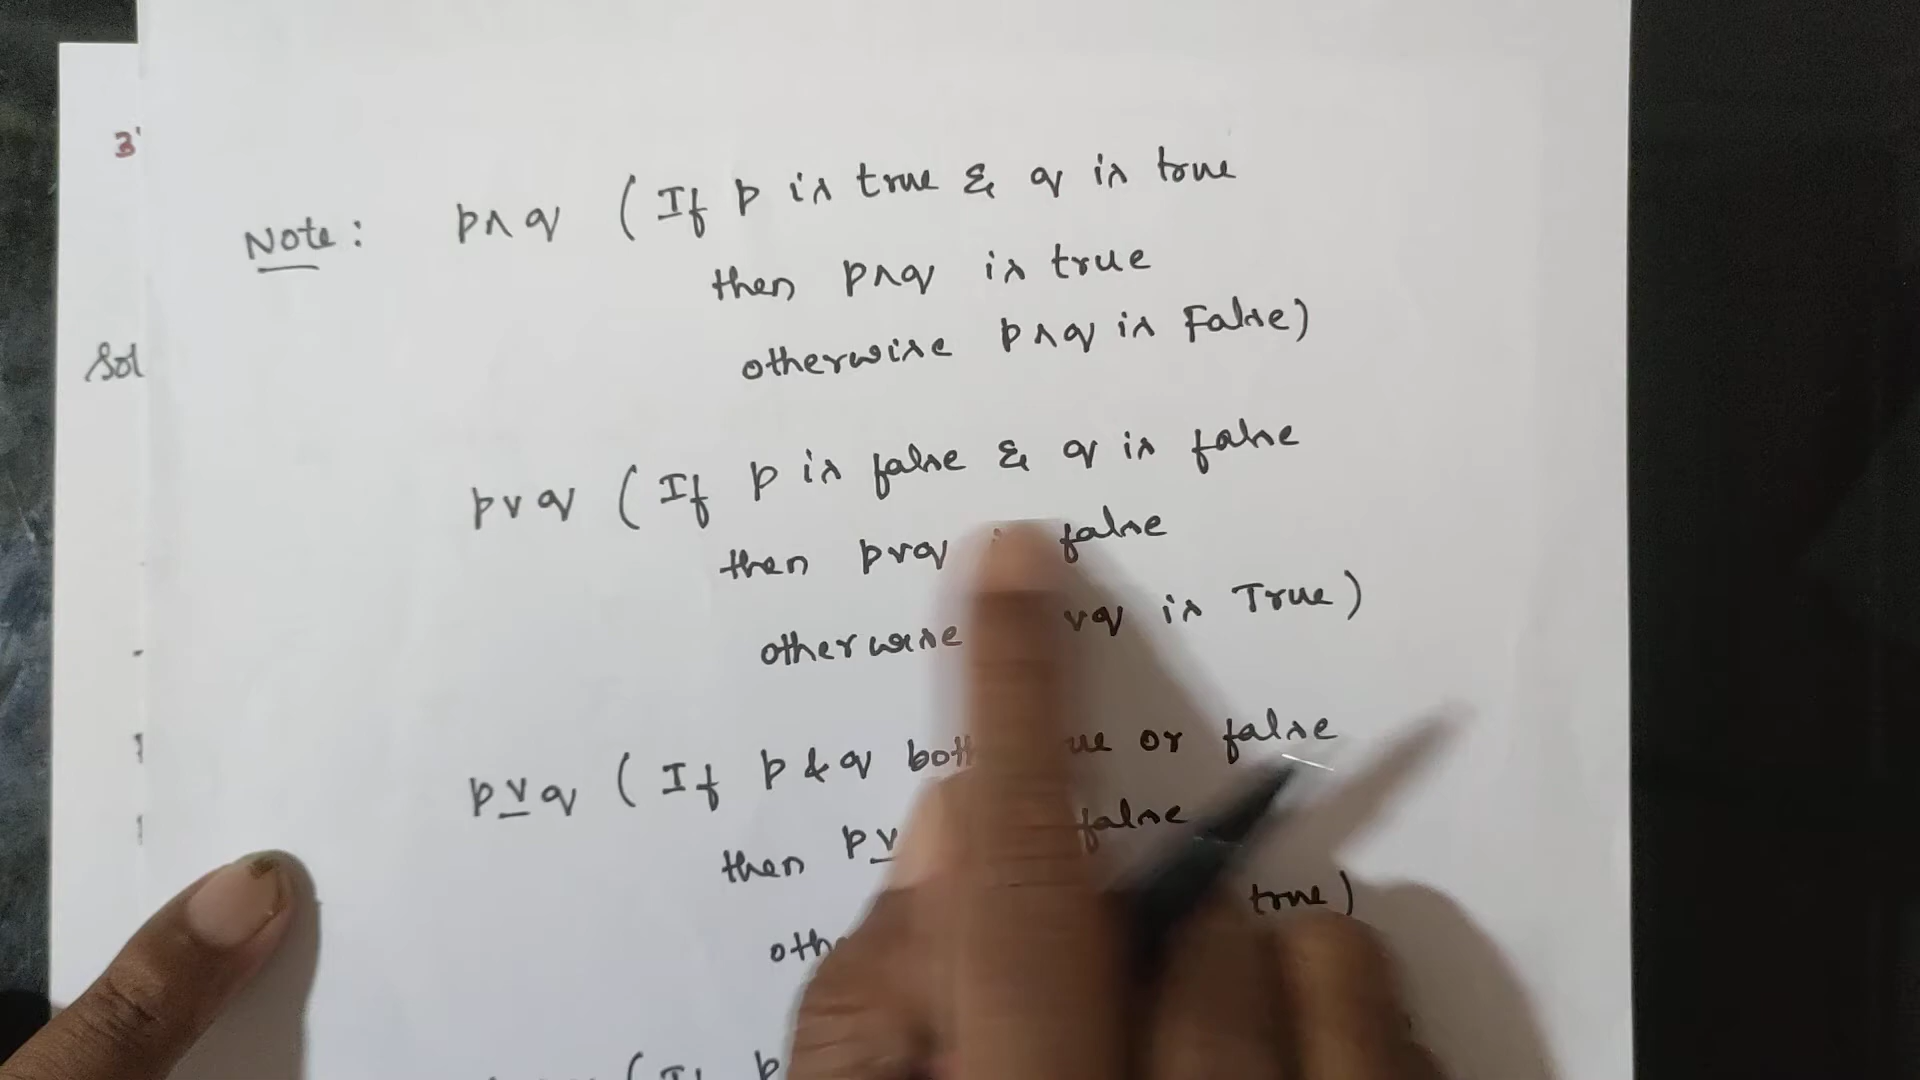 3'
Note: p∧q (If p is true & q is true
then p∧q is true
otherwise p∧q is False)
Sol
p∨q (If p is false & q is false
then p∨q false
otherwise ∨q is True)
p⊻q (If p & q or false
then false
true)
(If p